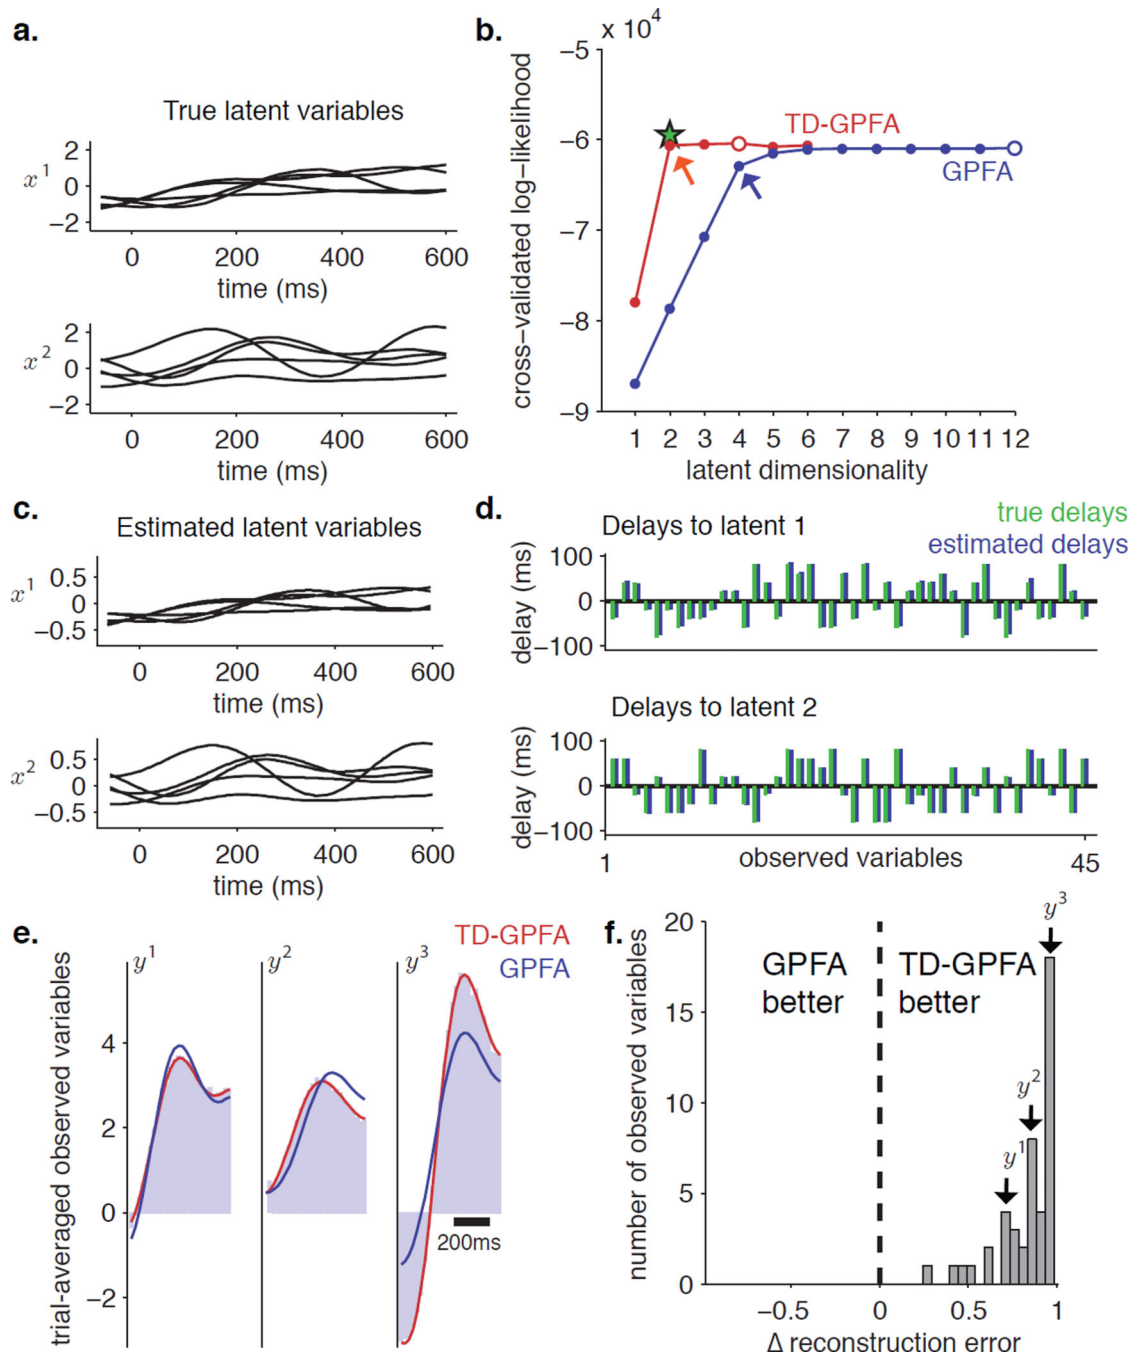 a.
True latent variables
x1
2
0
−2
0 200 400 600
time (ms)
x2
2
0
−2
0 200 400 600
time (ms)
b.
x 10^4
−5
−6
−7
−8
−9
cross−validated log−likelihood
TD-GPFA
GPFA
1 2 3 4 5 6 7 8 9 10 11 12
latent dimensionality
c.
Estimated latent variables
x1
0.5
0
−0.5
0 200 400 600
time (ms)
x2
0.5
0
−0.5
0 200 400 600
time (ms)
d.
true delays
estimated delays
Delays to latent 1
delay (ms)
100
0
−100
Delays to latent 2
delay (ms)
100
0
−100
1 observed variables 45
e.
TD-GPFA
GPFA
trial-averaged observed variables
y1
y2
y3
4
2
0
−2
200ms
f.
number of observed variables
20
15
10
5
0
GPFA
better
TD-GPFA
better
y1
y2
y3
−0.5 0 0.5 1
Δ reconstruction error